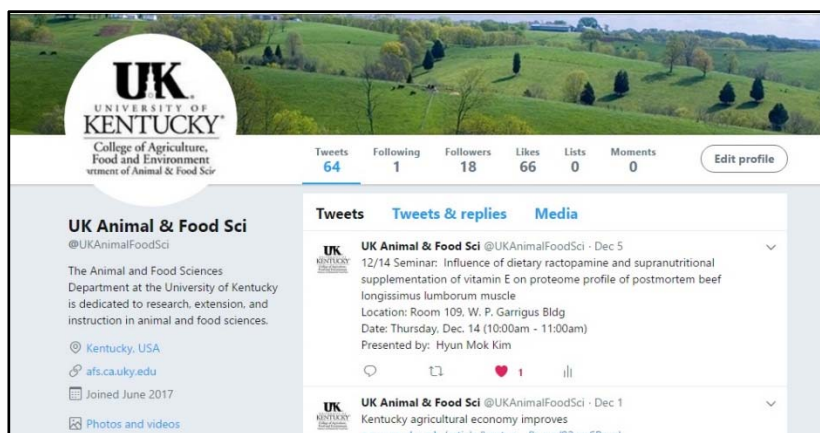 UK
UNIVERSITY OF
KENTUCKY
College of Agriculture,
Food and Environment
Tweets
64
Following
1
Followers
18
Likes
66
Lists
0
Moments
0
Edit profile
UK Animal & Food Sci
@UKAnimalFoodSci
The Animal and Food Sciences
Department at the University of Kentucky
is dedicated to research, extension, and
instruction in animal and food sciences.
Kentucky, USA
afs.ca.uky.edu
Joined June 2017
Photos and videos
Tweets Tweets & replies Media
UK Animal & Food Sci @UKAnimalFoodSci · Dec 5
12/14 Seminar: Influence of dietary ractopamine and supranutritional
supplementation of vitamin E on proteome profile of postmortem beef
longissimus lumborum muscle
Location: Room 109, W. P. Garrigus Bldg
Date: Thursday, Dec. 14 (10:00am - 11:00am)
Presented by: Hyun Mok Kim
1
UK Animal & Food Sci @UKAnimalFoodSci · Dec 1
Kentucky agricultural economy improves